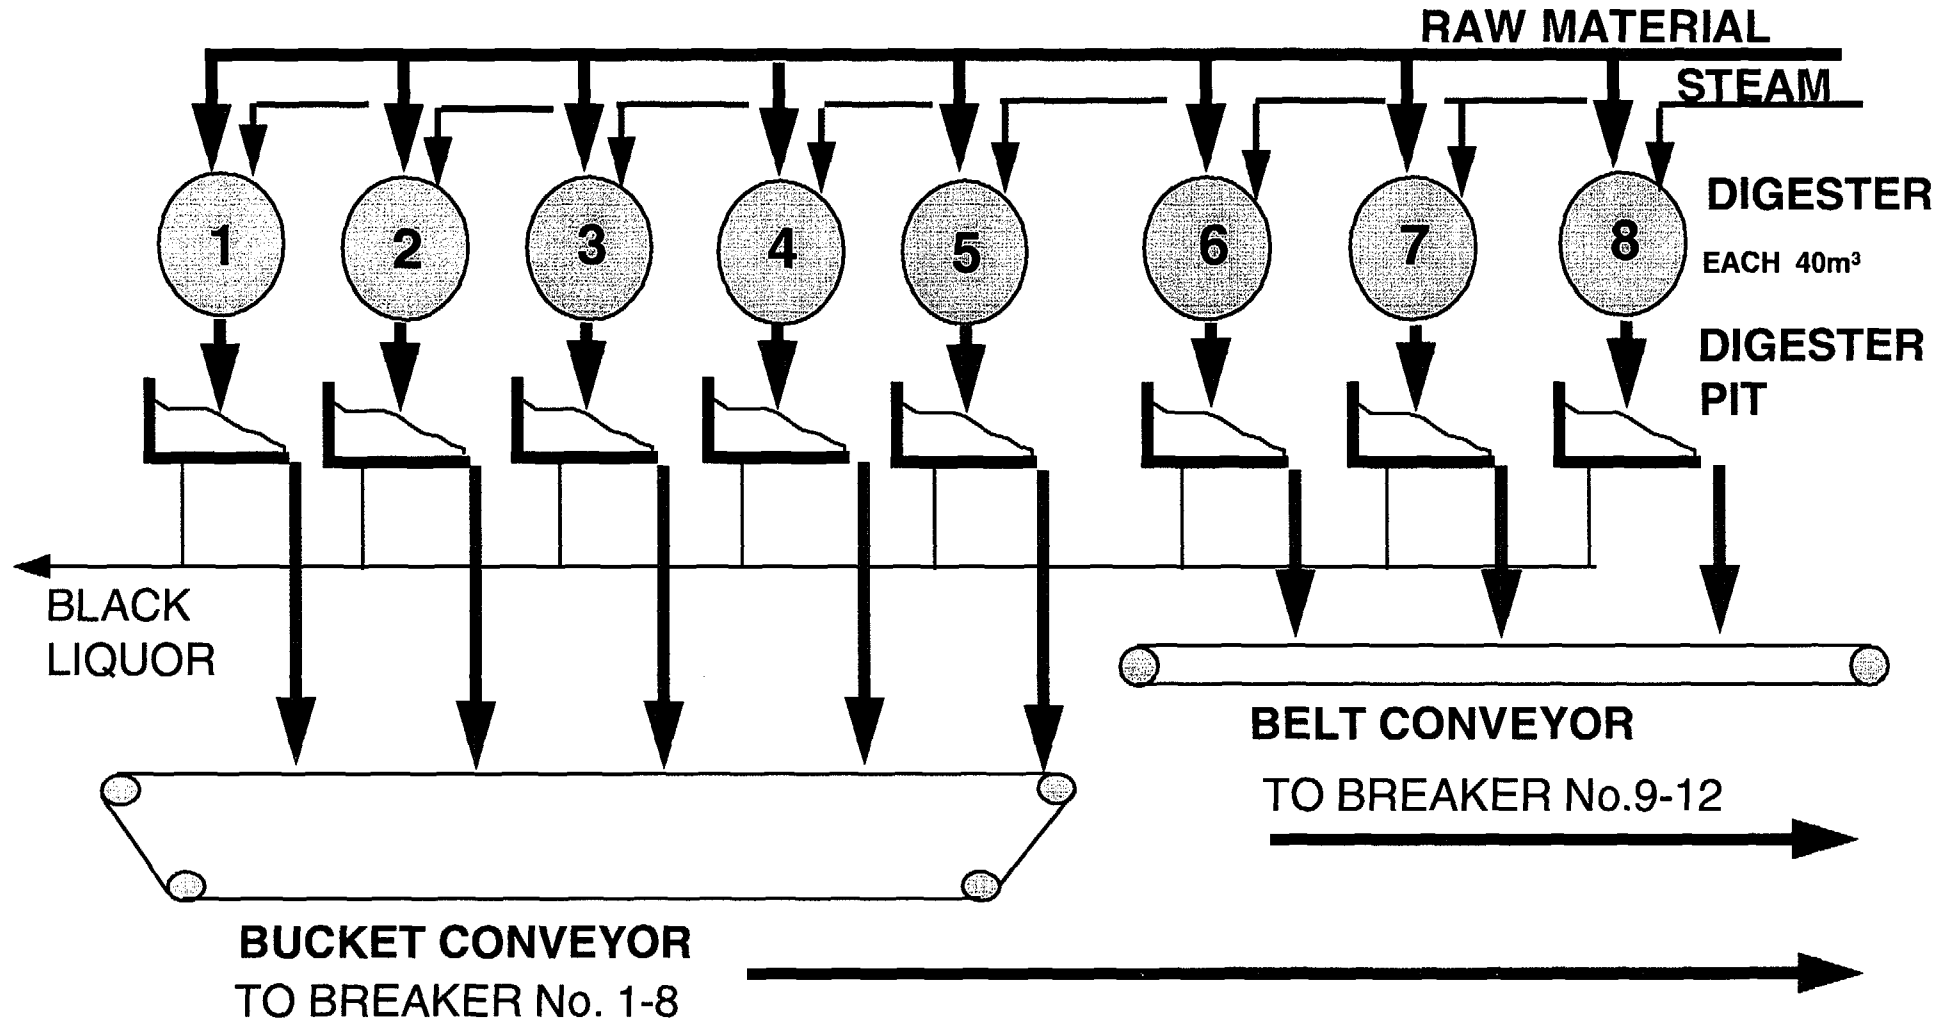 RAW MATERIAL
STEAM
1 2 3 4 5 6 7 8
DIGESTER
EACH 40m³
DIGESTER
PIT
BLACK
LIQUOR
BELT CONVEYOR
TO BREAKER No.9-12
BUCKET CONVEYOR
TO BREAKER No. 1-8